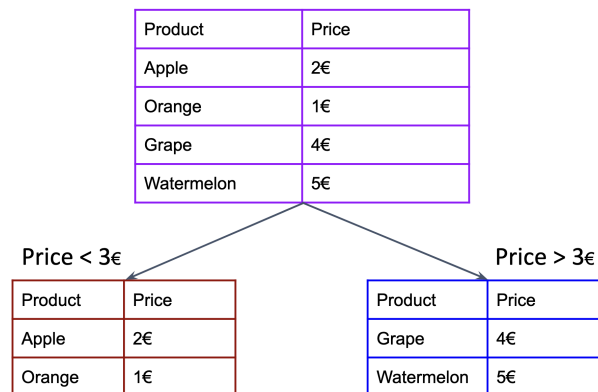 Product Price
Apple 2€
Orange 1€
Grape 4€
Watermelon 5€
Price < 3€
Price > 3€
Product Price
Apple 2€
Orange 1€
Product Price
Grape 4€
Watermelon 5€